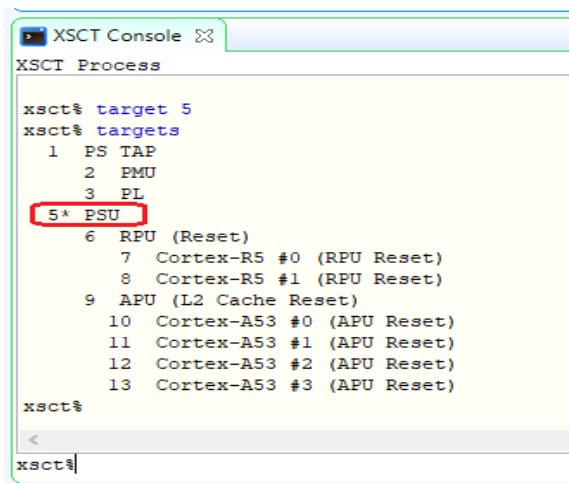 XSCT Console
XSCT Process
xsct% target 5
xsct% targets
1 PS TAP
2 PMU
3 PL
5* PSU
6 RPU (Reset)
7 Cortex-R5 #0 (RPU Reset)
8 Cortex-R5 #1 (RPU Reset)
9 APU (L2 Cache Reset)
10 Cortex-A53 #0 (APU Reset)
11 Cortex-A53 #1 (APU Reset)
12 Cortex-A53 #2 (APU Reset)
13 Cortex-A53 #3 (APU Reset)
xsct%
xsct%